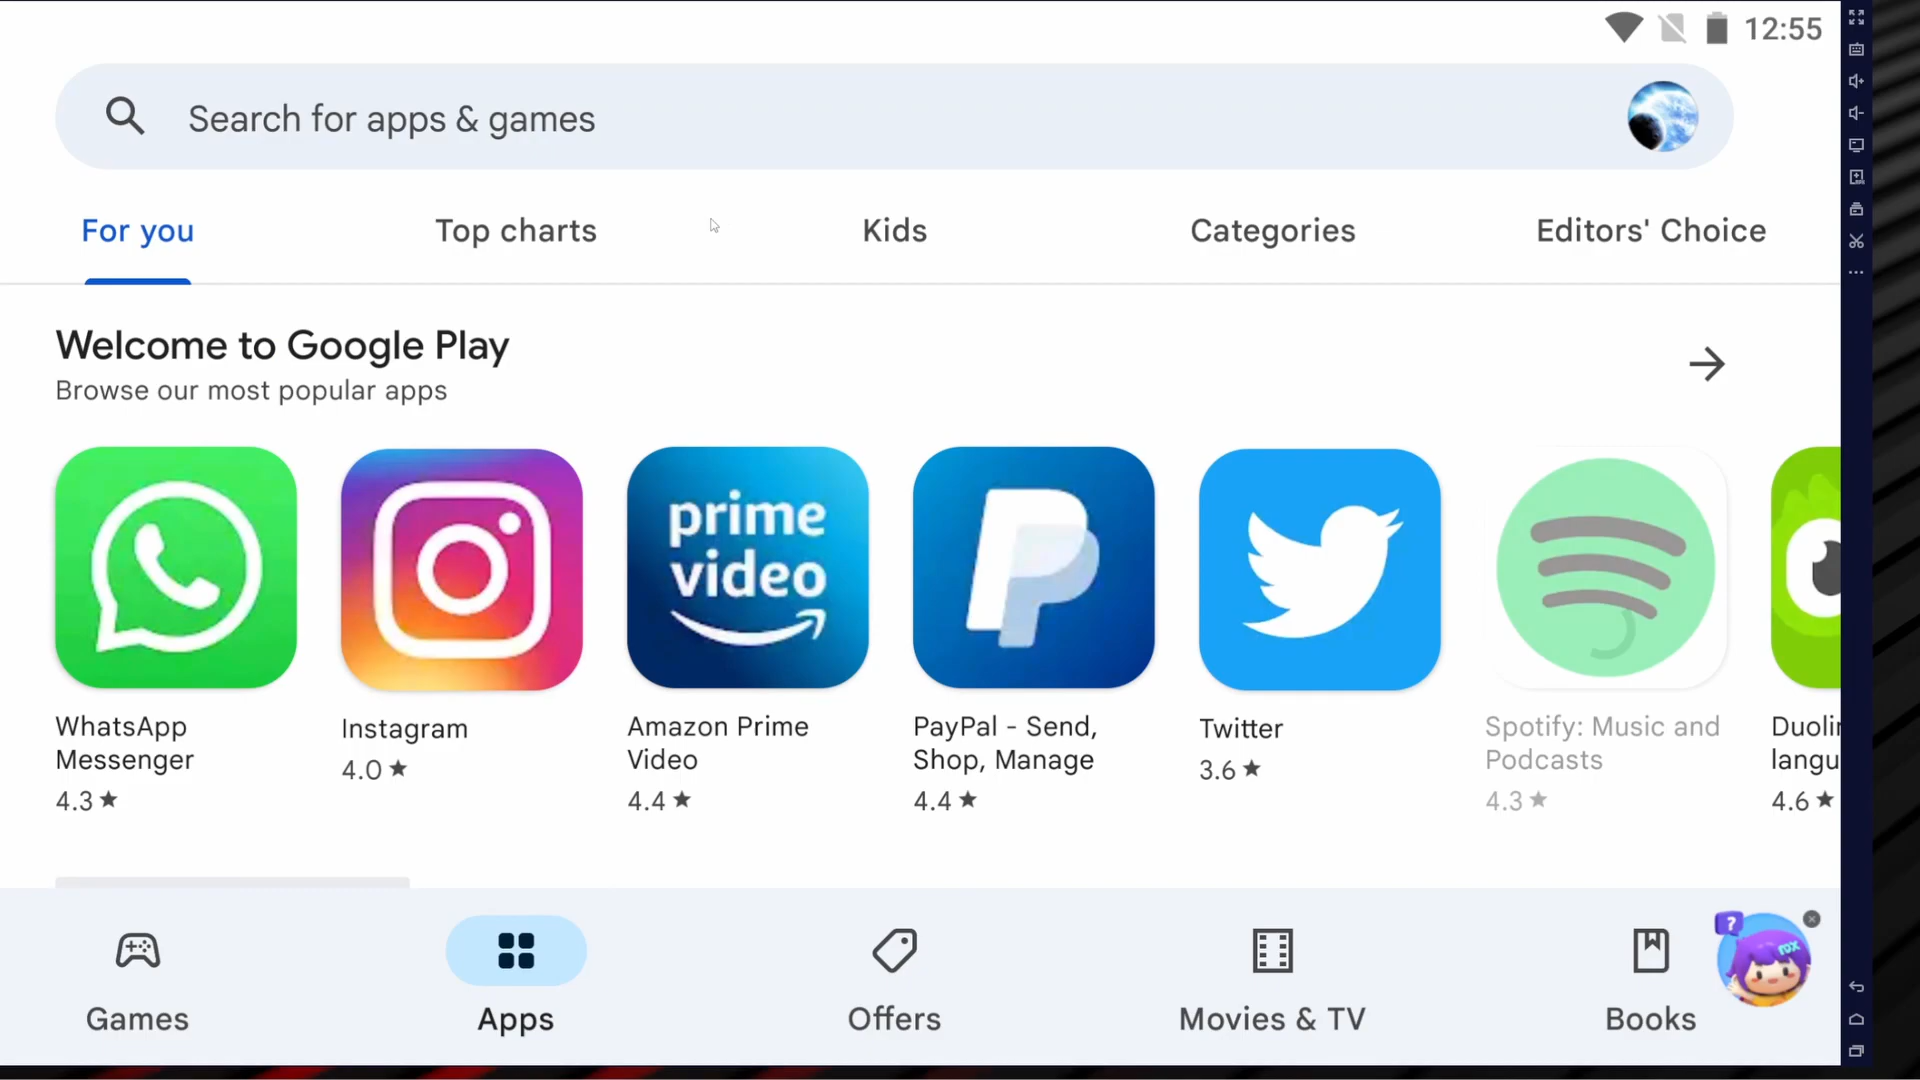 12:55
Search for apps & games
For you
Top charts
Kids
Categories
Editors' Choice
Welcome to Google Play
Browse our most popular apps
prime
video
WhatsApp
Messenger
4.3 ★
Instagram
4.0 ★
Amazon Prime
Video
4.4 ★
PayPal - Send,
Shop, Manage
4.4 ★
Twitter
3.6 ★
Spotify: Music and
Podcasts
4.3 ★
Duolin
langu
4.6 ★
Games
Apps
Offers
Movies & TV
Books
?
rox